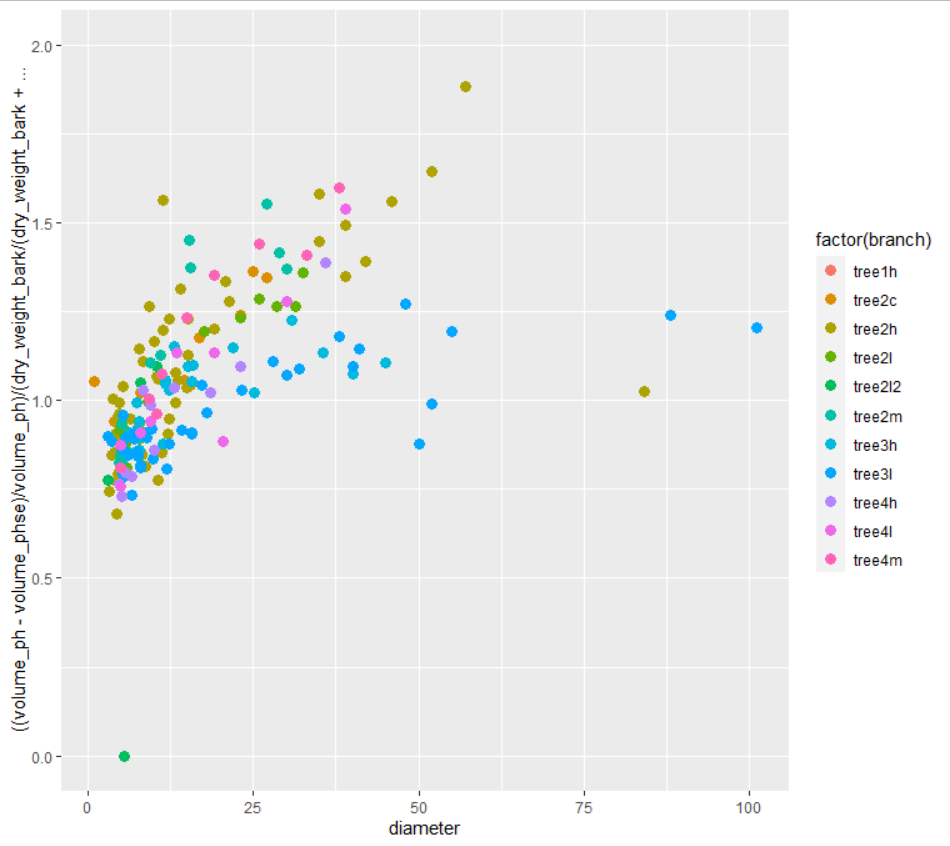 ((volume_ph - volume_phse)/volume_ph)/(dry_weight_bark/(dry_weight_bark + ...
2.0
1.5
1.0
0.5
0.0
0
25
50
75
100
diameter
factor(branch)
tree1h
tree2c
tree2h
tree2l
tree2l2
tree2m
tree3h
tree3l
tree4h
tree4l
tree4m